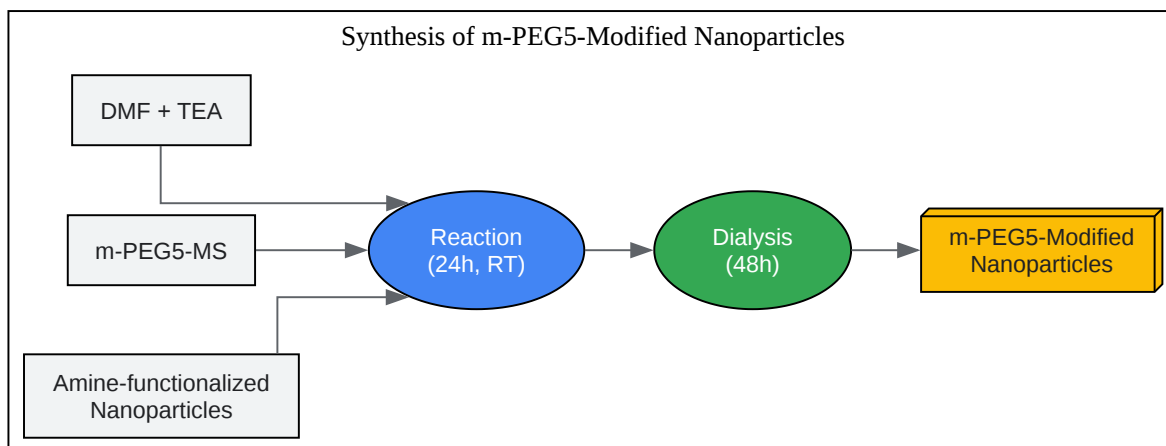 Synthesis of m-PEG5-Modified Nanoparticles
DMF + TEA
m-PEG5-MS
Amine-functionalized
Nanoparticles
Reaction
(24h, RT)
Dialysis
(48h)
m-PEG5-Modified
Nanoparticles